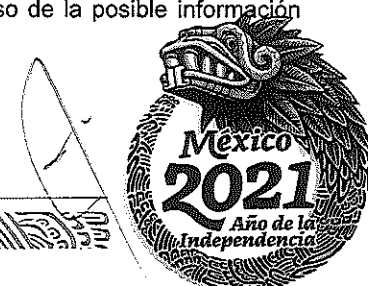 so de la posible información
México
2021
Año de la
Independencia